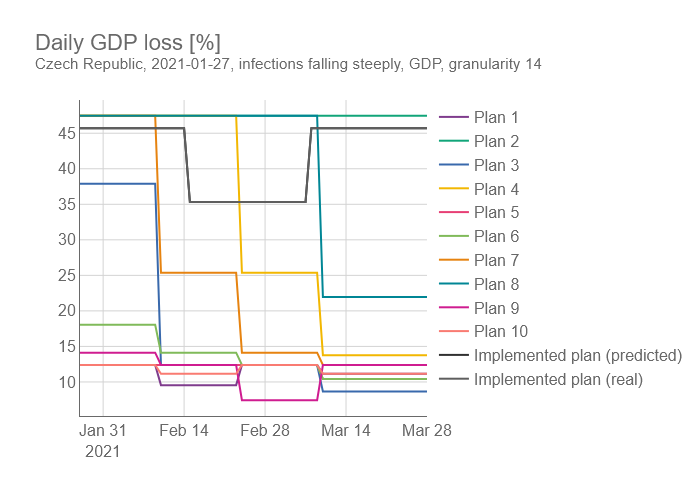 Daily GDP loss [%]
Czech Republic, 2021-01-27, infections falling steeply, GDP, granularity 14
45
40
35
30
25
20
15
10
Jan 31 Feb 14 Feb 28 Mar 14 Mar 28
2021
Plan 1
Plan 2
Plan 3
Plan 4
Plan 5
Plan 6
Plan 7
Plan 8
Plan 9
Plan 10
Implemented plan (predicted)
Implemented plan (real)